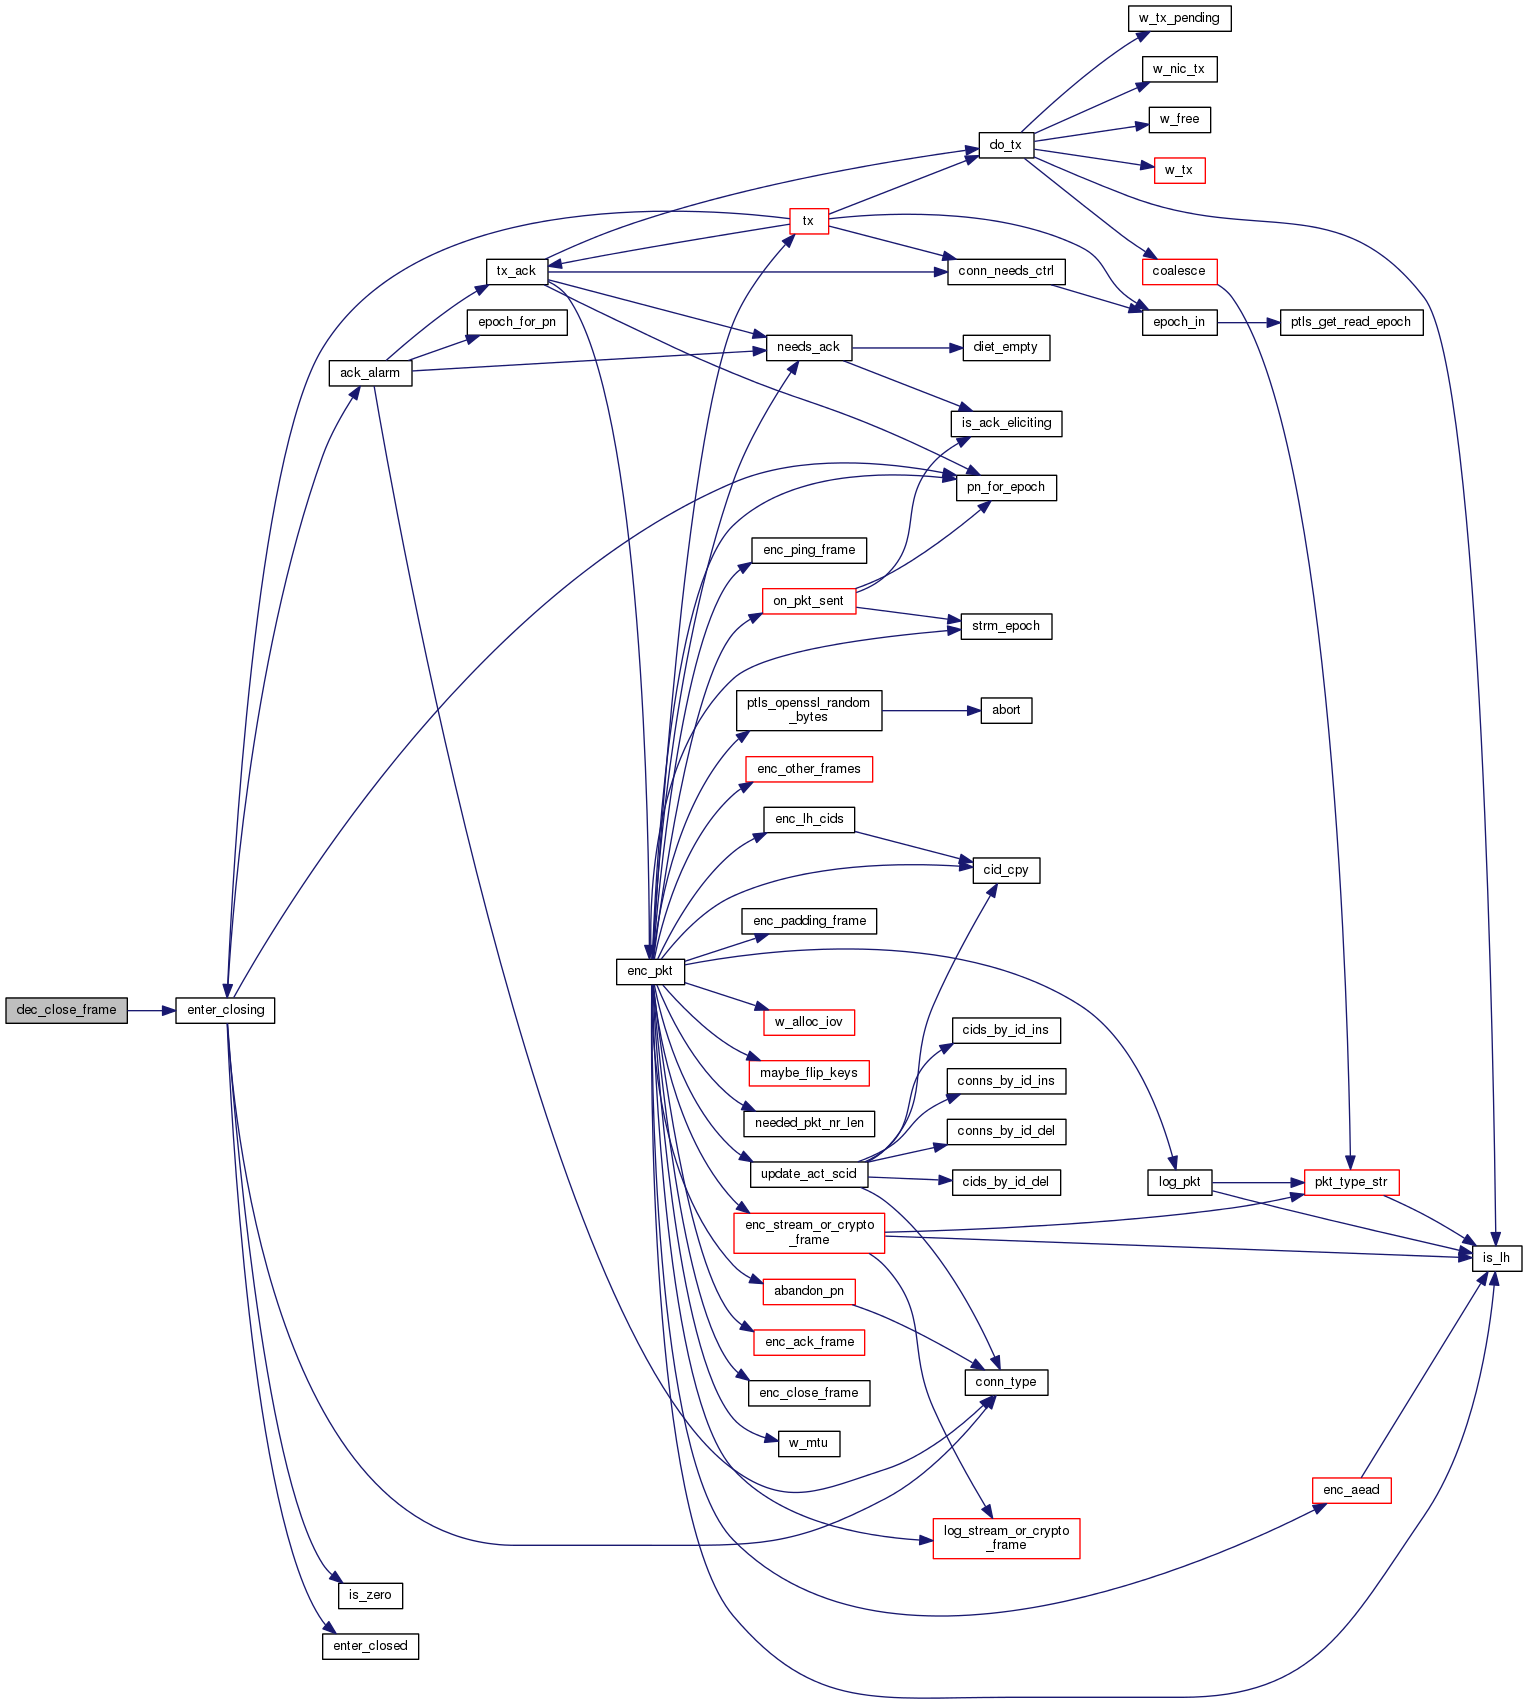 w_tx_pending
w_nic_tx
w_free
do_tx
w_tx
tx
tx_ack
conn_needs_ctrl
coalesce
epoch_for_pn
epoch_in
ptls_get_read_epoch
needs_ack
diet_empty
ack_alarm
is_ack_eliciting
pn_for_epoch
enc_ping_frame
on_pkt_sent
strm_epoch
ptls_openssl_random
_bytes
abort
enc_other_frames
enc_lh_cids
cid_cpy
enc_padding_frame
enc_pkt
dec_close_frame
enter_closing
w_alloc_iov
cids_by_id_ins
maybe_flip_keys
conns_by_id_ins
needed_pkt_nr_len
conns_by_id_del
update_act_scid
cids_by_id_del
log_pkt
pkt_type_str
enc_stream_or_crypto
_frame
is_lh
abandon_pn
enc_ack_frame
enc_close_frame
conn_type
w_mtu
enc_aead
log_stream_or_crypto
_frame
is_zero
enter_closed